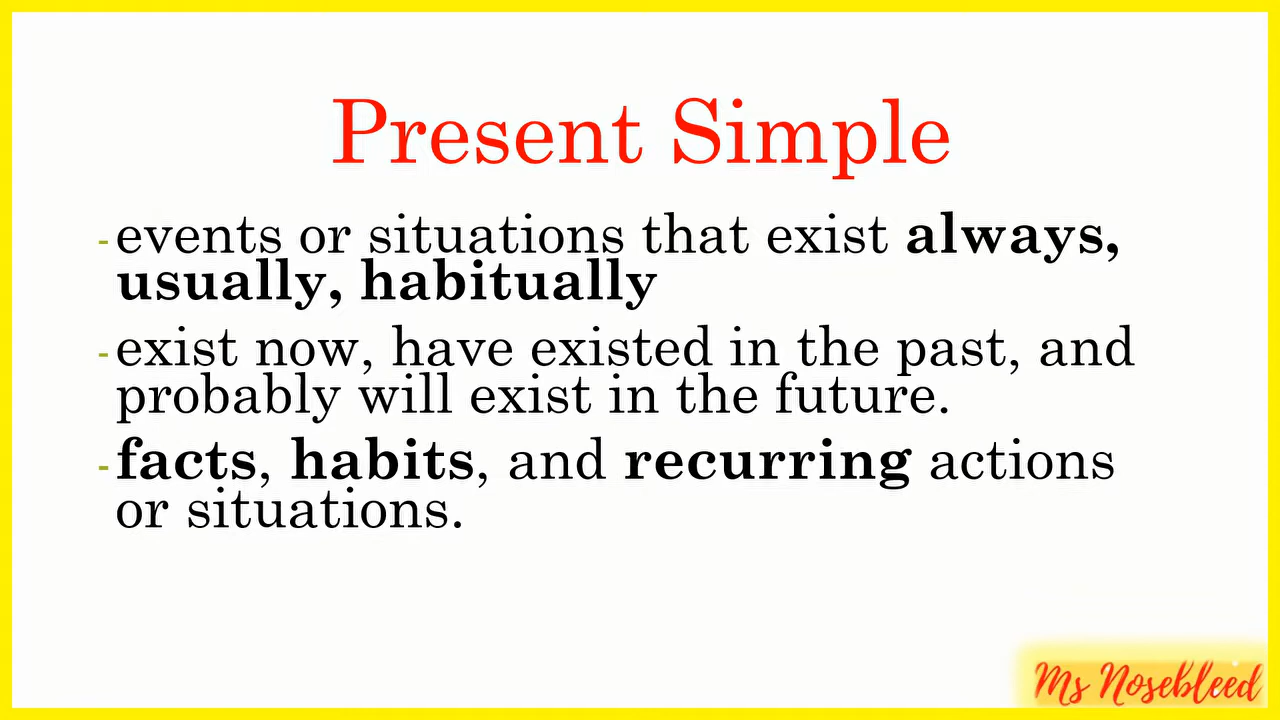 Present Simple
-events or situations that exist always,
usually, habitually
-exist now, have existed in the past, and
probably will exist in the future.
-facts, habits, and recurring actions
or situations.
Ms Nosebleed